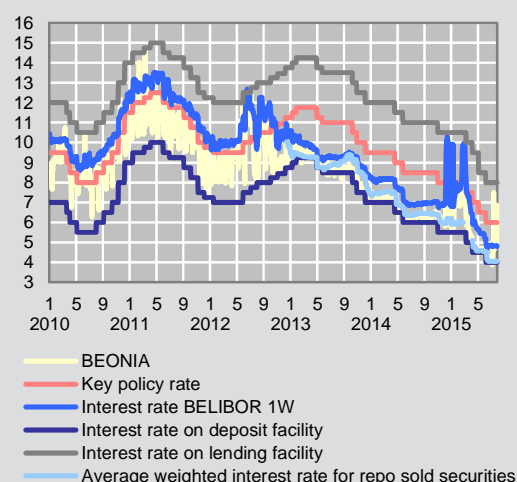 16
15
14
13
12
11
10
9
8
7
6
5
4
3
1 5 9 1 5 9 1 5 9 1 5 9 1 5 9 1 5
2010 2011 2012 2013 2014 2015
BEONIA
Key policy rate
Interest rate BELIBOR 1W
Interest rate on deposit facility
Interest rate on lending facility
Average weighted interest rate for repo sold securities